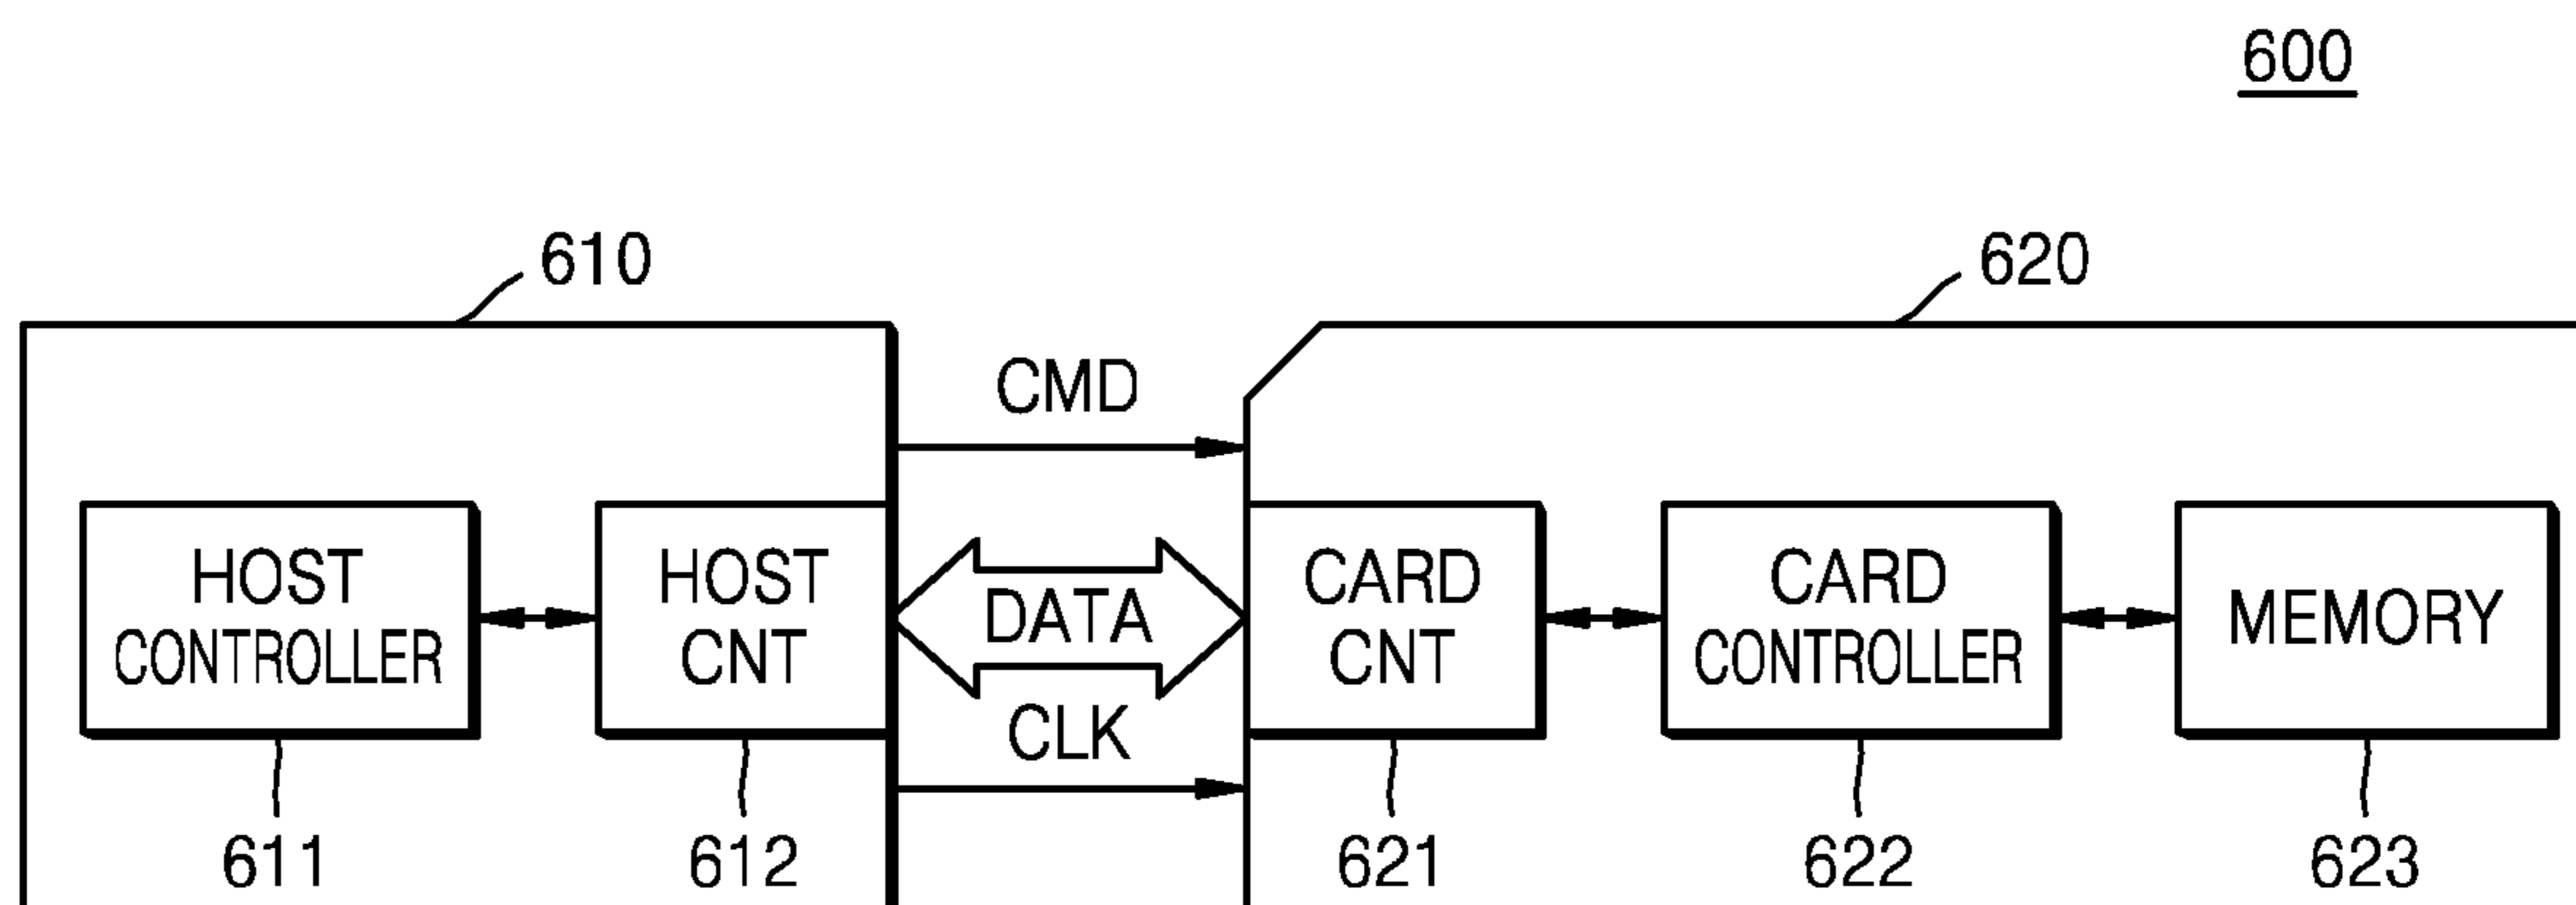 600
610
620
CMD
HOST
CONTROLLER
HOST
CNT
DATA
CARD
CNT
CARD
CONTROLLER
MEMORY
CLK
611
612
621
622
623